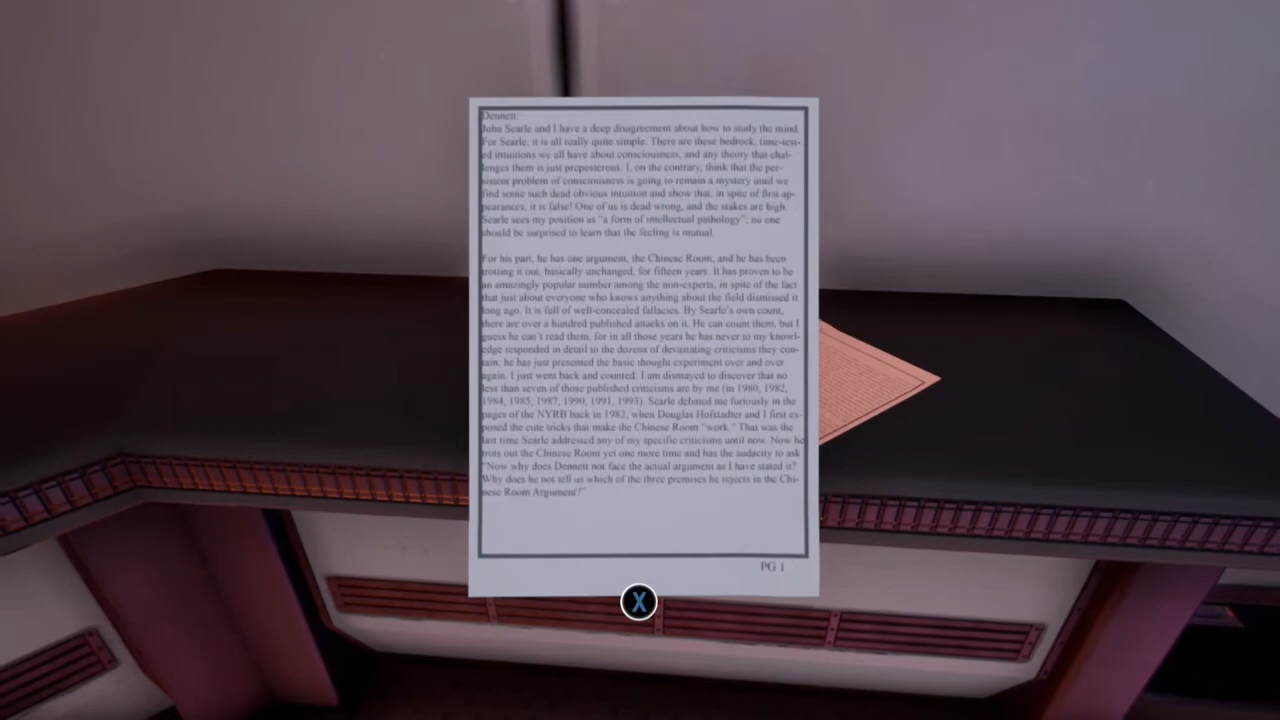 Dennett:
John Searle and I have a deep disagreement about how to study the mind.
For Searle, it is all really quite simple. There are these bedrock, time-test-
ed intuitions we all have about consciousness, and any theory that chal-
lenges them is just preposterous. I, on the contrary, think that the per-
sistent problem of consciousness is going to remain a mystery until we
find some such dead obvious intuition and show that, in spite of first ap-
pearances, it is false! One of us is dead wrong, and the stakes are high.
Searle sees my position as "a form of intellectual pathology"; no one
should be surprised to learn that the feeling is mutual.
For his part, he has one argument, the Chinese Room, and he has been
trotting it out, basically unchanged, for fifteen years. It has proven to be
an amazingly popular number among the non-experts, in spite of the fact
that just about everyone who knows anything about the field dismissed it
long ago. It is full of well-concealed fallacies. By Searle's own count,
there are over a hundred published attacks on it. He can count them, but I
guess he can't read them, for in all those years he has never to my knowl-
edge responded in detail to the dozens of devastating criticisms they con-
tain; he has just presented the basic thought experiment over and over
again. I just went back and counted: I am dismayed to discover that no
less than seven of those published criticisms are by me (in 1980, 1982,
1984, 1985, 1987, 1990, 1991, 1993). Searle debated me furiously in the
pages of the NYRB back in 1982, when Douglas Hofstadter and I first ex-
posed the cute tricks that make the Chinese Room "work." That was the
last time Searle addressed any of my specific criticisms until now. Now he
trots out the Chinese Room yet one more time and has the audacity to ask
"Now why does Dennett not face the actual argument as I have stated it?
Why does he not tell us which of the three premises he rejects in the Chi-
nese Room Argument?"
PG 1
X